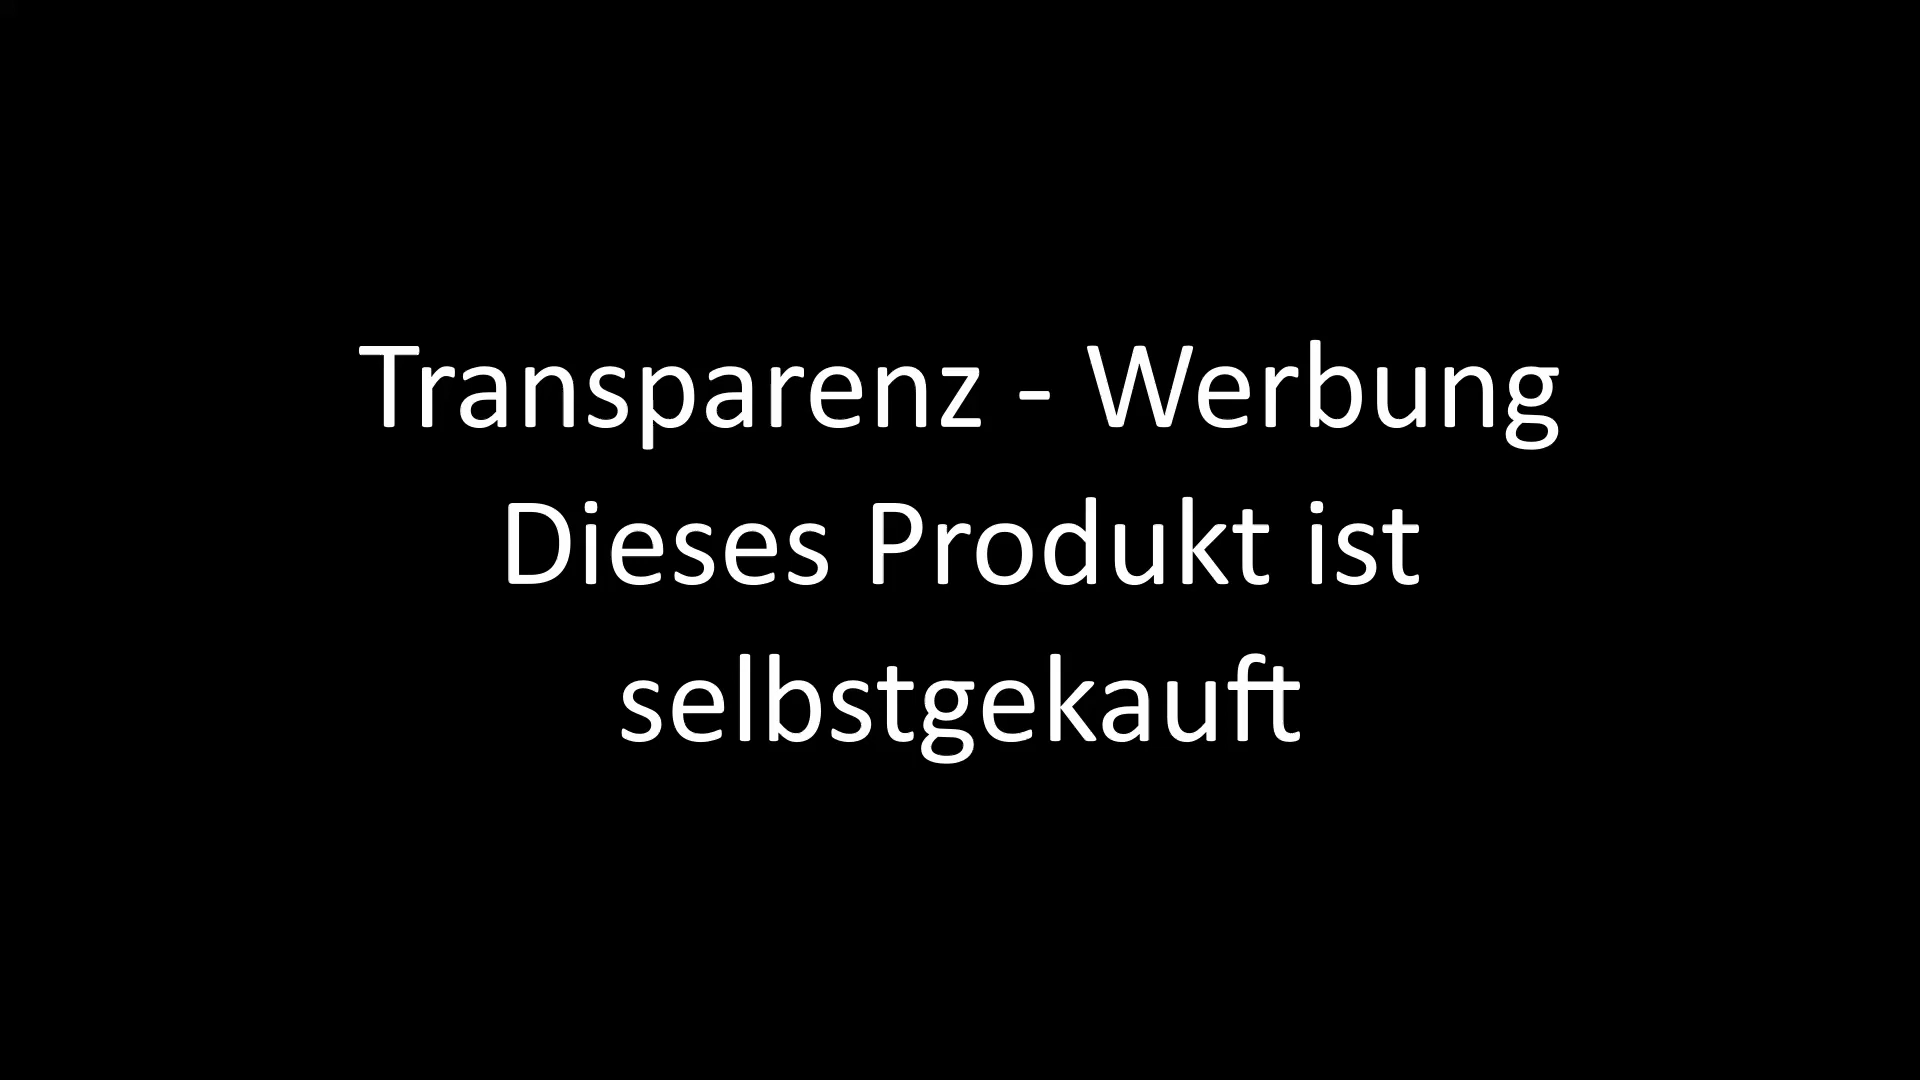 Transparenz - Werbung
Dieses Produkt ist
selbstgekauft